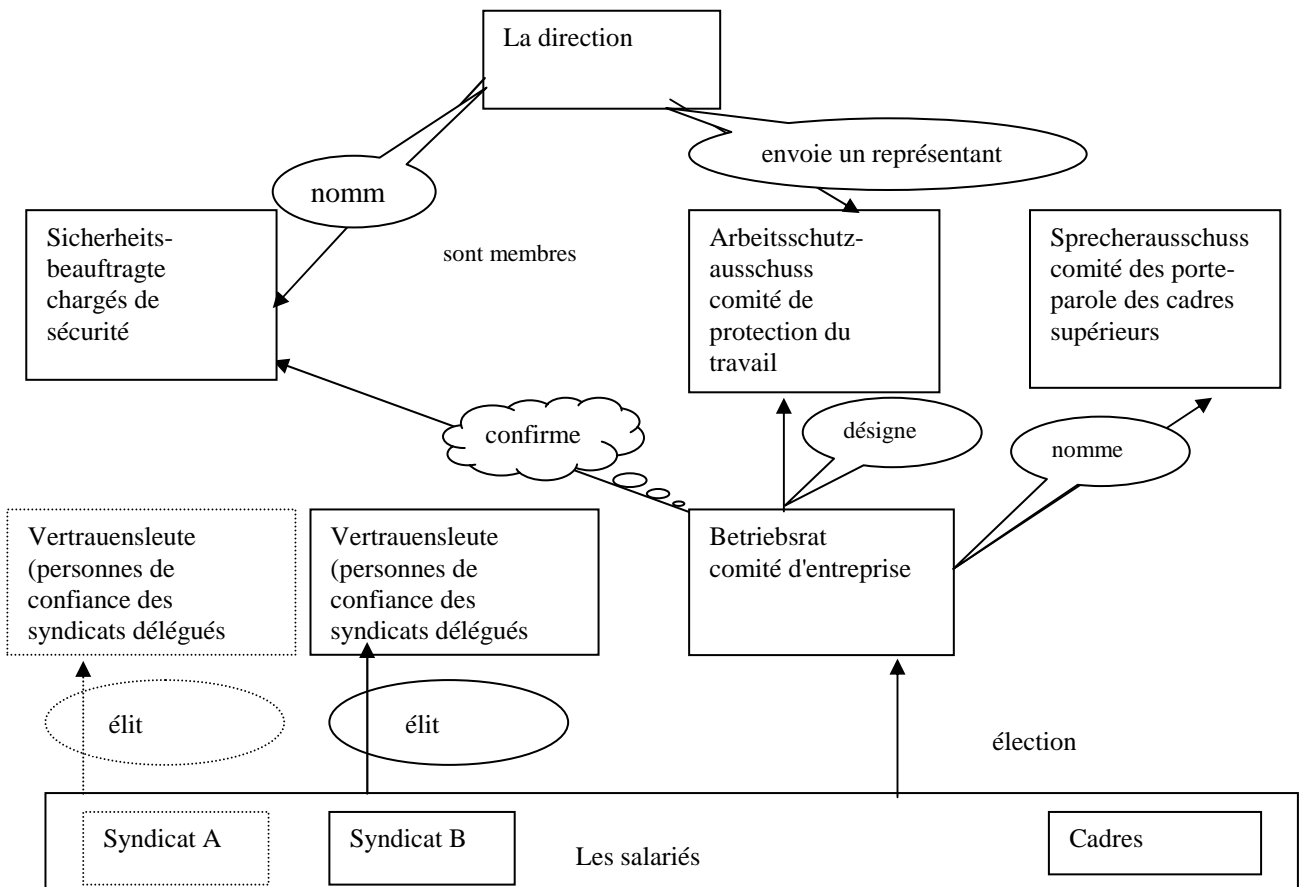 La direction
envoie un représentant
nomm
Sicherheits-
beauftragte
chargés de
sécurité
sont membres
Arbeitsschutz-
ausschuss
comité de
protection du
travail
Sprecherausschuss
comité des porte-
parole des cadres
supérieurs
confirme
désigne
nomme
Vertrauensleute
(personnes de
confiance des
syndicats délégués
Vertrauensleute
(personnes de
confiance des
syndicats délégués
Betriebsrat
comité d'entreprise
élit
élit
élection
Syndicat A
Syndicat B
Les salariés
Cadres